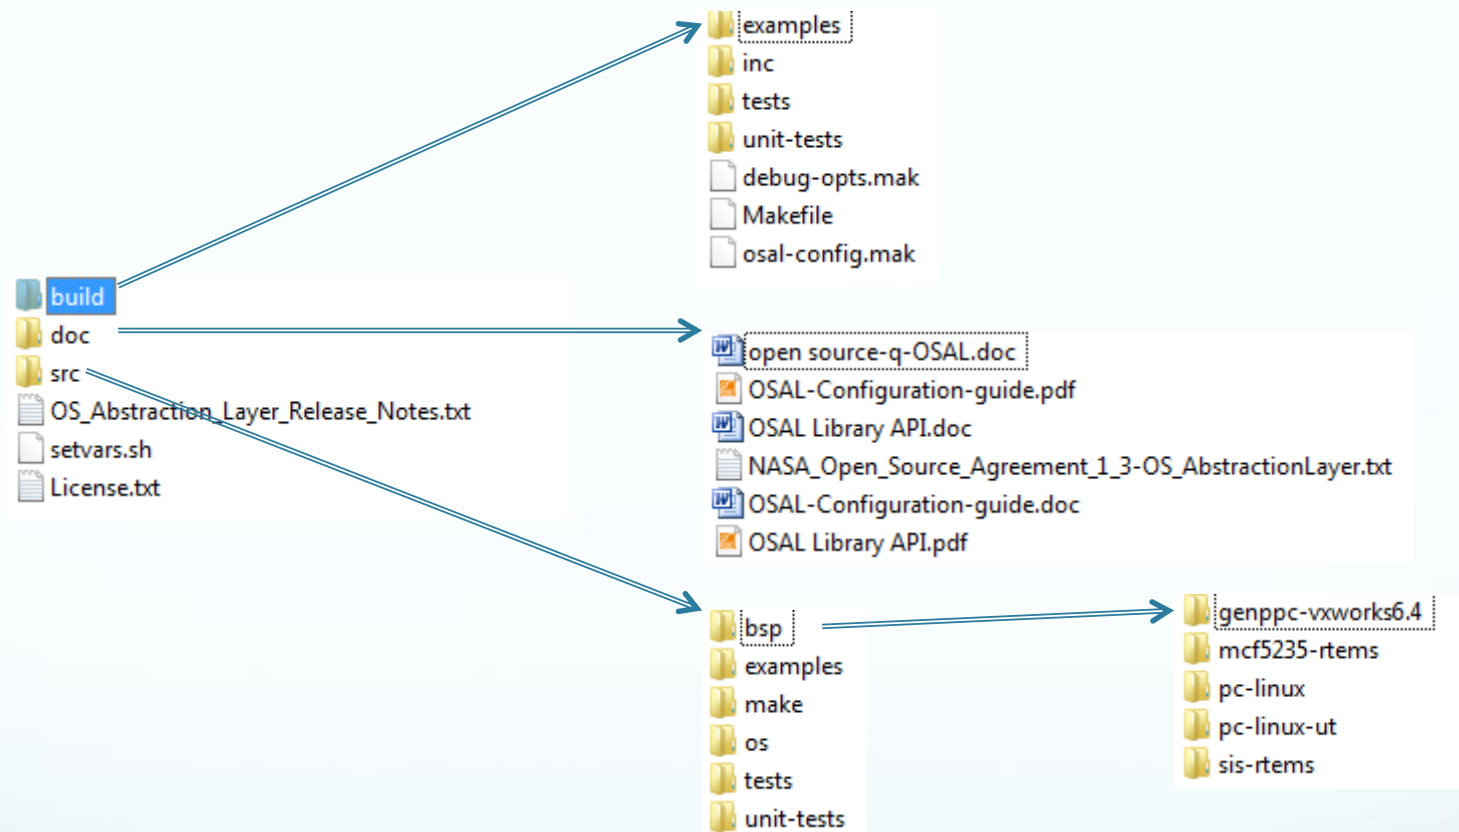 examples
inc
tests
unit-tests
debug-opts.mak
Makefile
osal-config.mak
build
doc
src
OS_Abstraction_Layer_Release_Notes.txt
setvars.sh
License.txt
open source-q-OSAL.doc
OSAL-Configuration-guide.pdf
OSAL Library API.doc
NASA_Open_Source_Agreement_1_3-OS_AbstractionLayer.txt
OSAL-Configuration-guide.doc
OSAL Library API.pdf
bsp
examples
make
os
tests
unit-tests
genppc-vxworks6.4
mcf5235-rtems
pc-linux
pc-linux-ut
sis-rtems